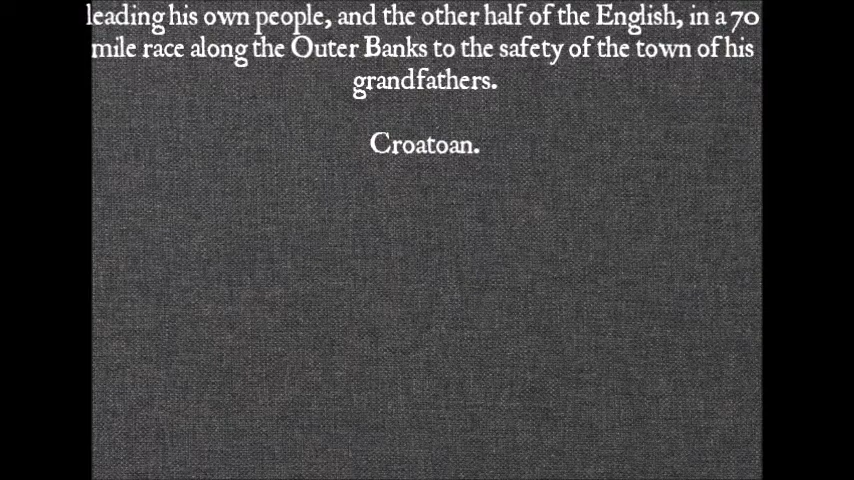 leading his own people, and the other half of the English, in a 70
mile race along the Outer Banks to the safety of the town of his
grandfathers.
Croatoan.